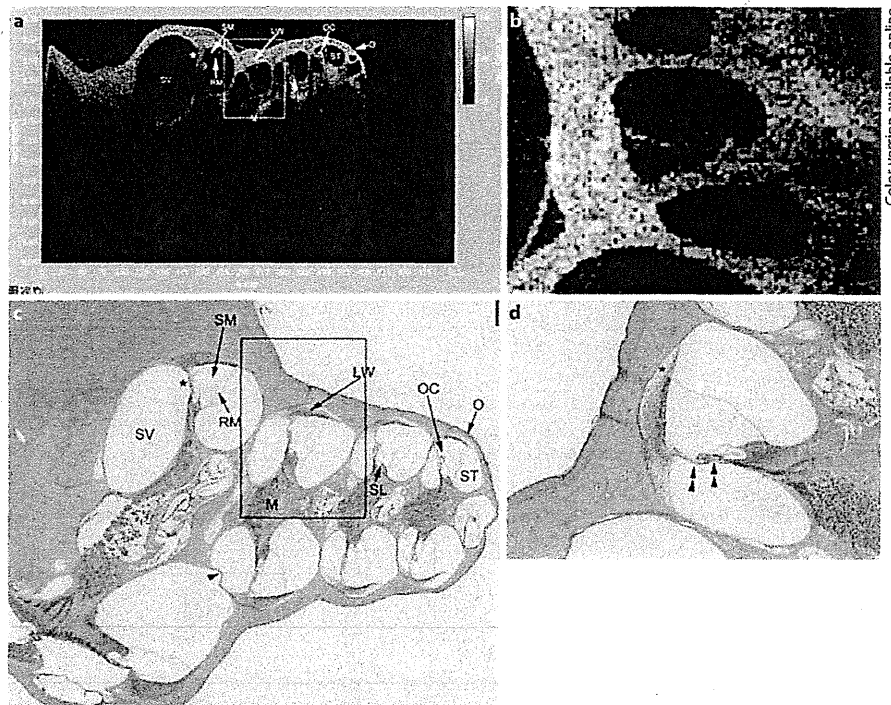 a
SM
LW
OC
O
ST
SV
RM
b
Color version available online
c
SM
LW
OC
O
SV
RM
ST
SL
M
d